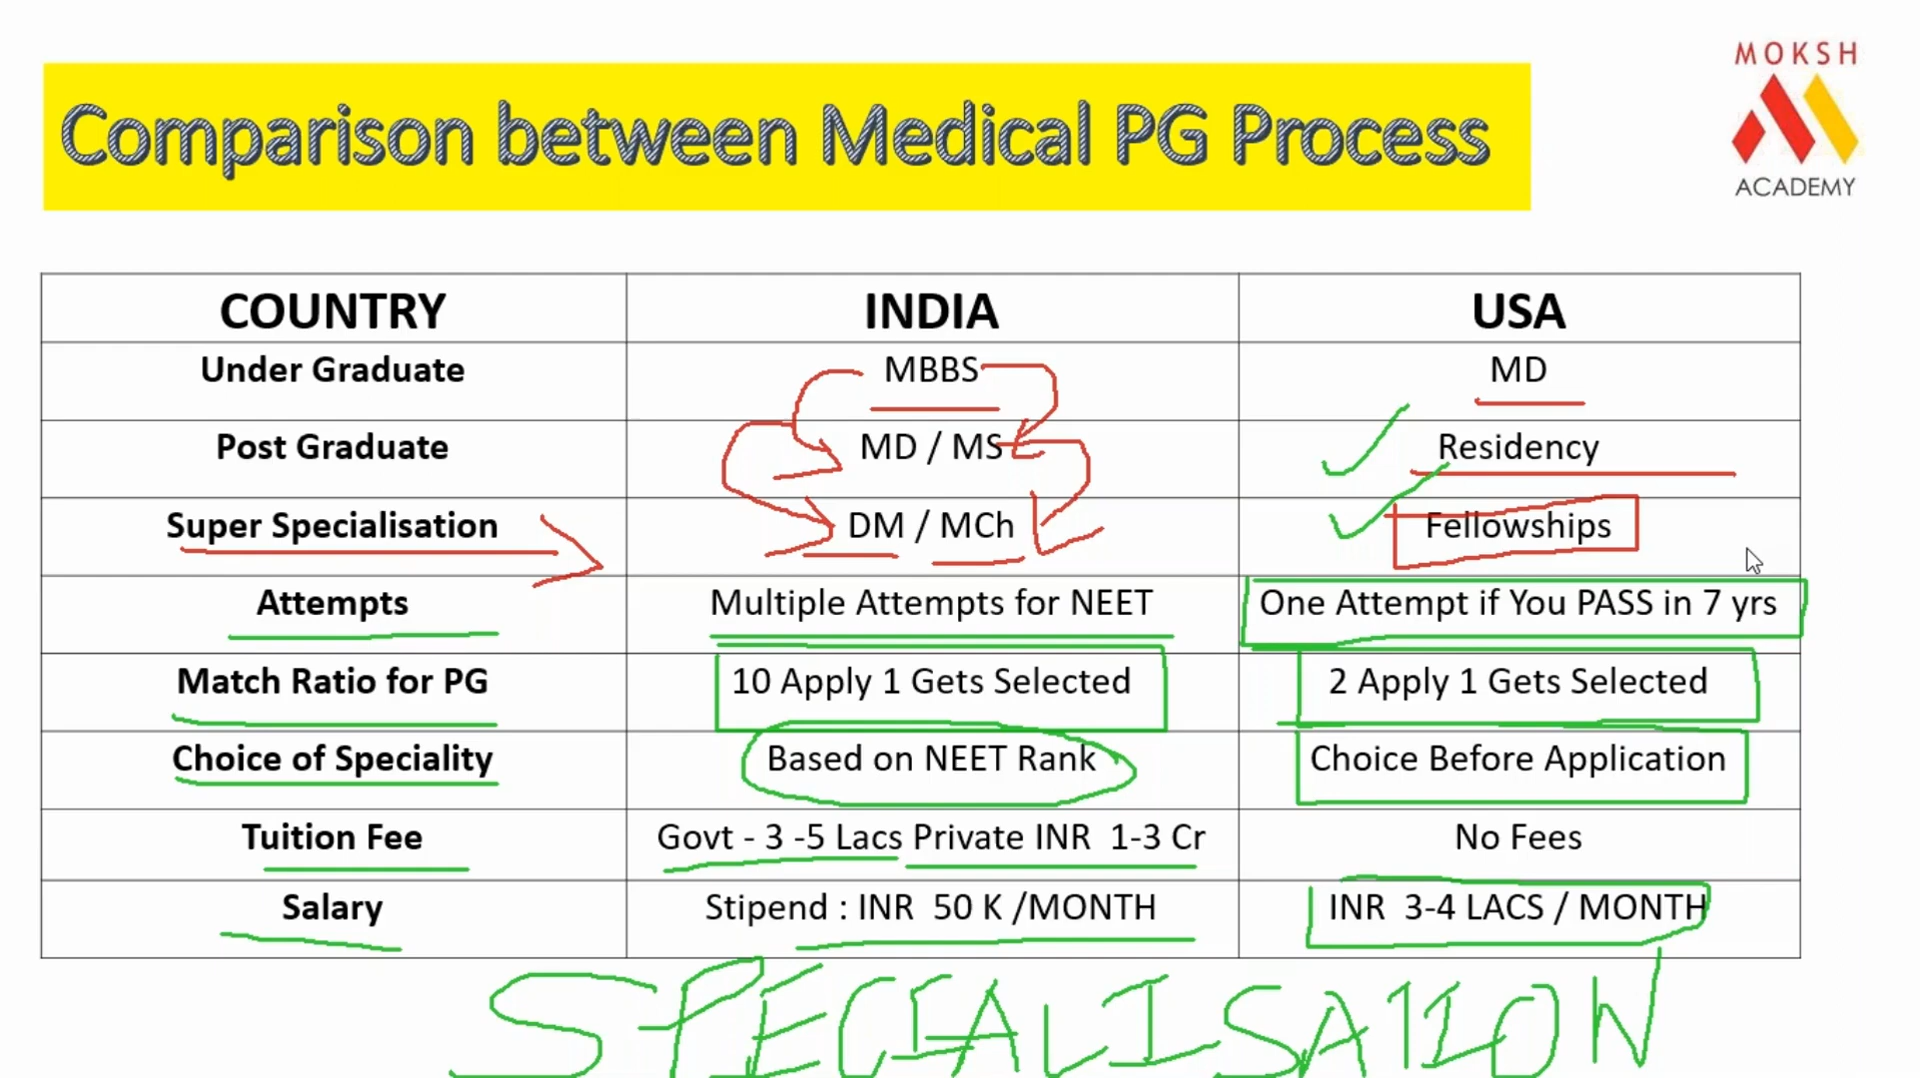 MOKSH
ACADEMY
Comparison between Medical PG Process
COUNTRY INDIA USA
Under Graduate MBBS MD
Post Graduate MD / MS Residency
Super Specialisation DM / MCh Fellowships
Attempts Multiple Attempts for NEET One Attempt if You PASS in 7 yrs
Match Ratio for PG 10 Apply 1 Gets Selected 2 Apply 1 Gets Selected
Choice of Speciality Based on NEET Rank Choice Before Application
Tuition Fee Govt - 3 -5 Lacs Private INR 1-3 Cr No Fees
Salary Stipend : INR 50 K /MONTH INR 3-4 LACS / MONTH
SPECIALISATION